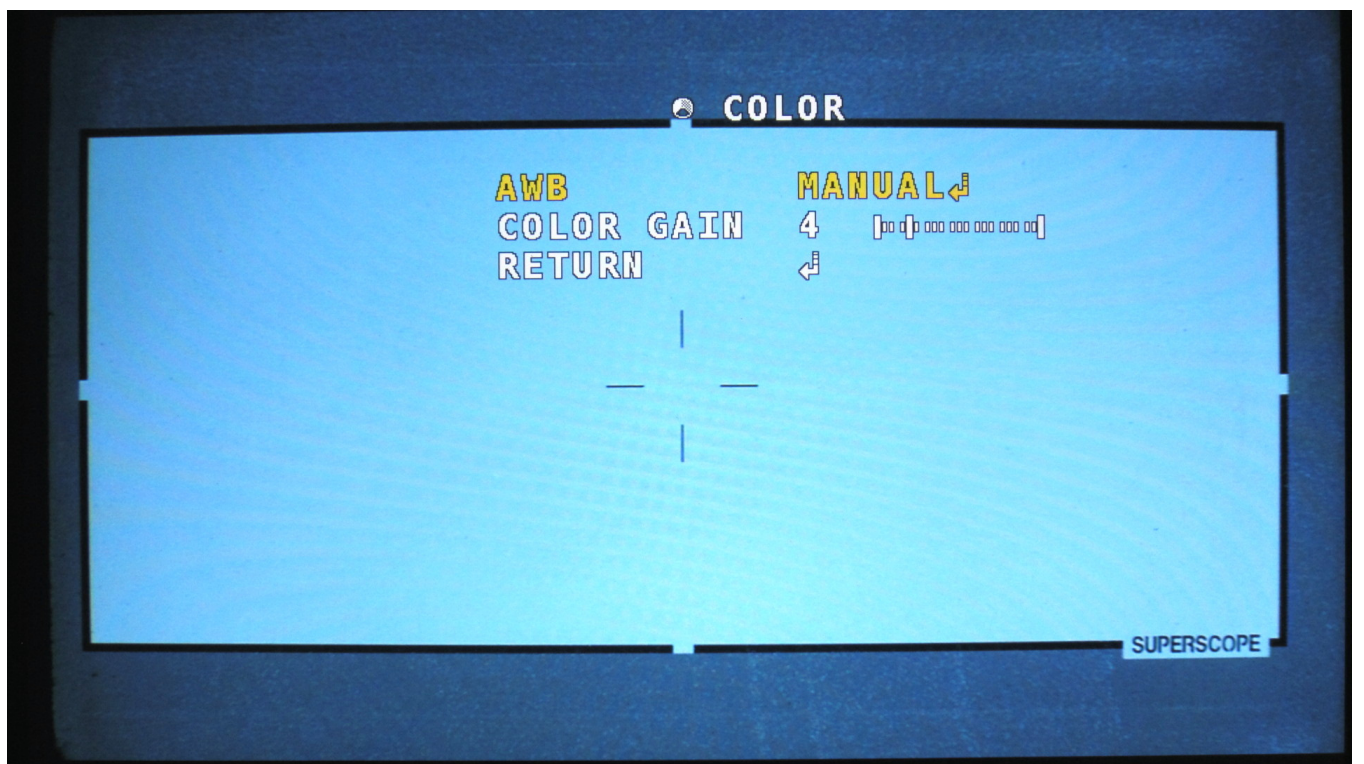 COLOR
AWB MANUAL↲
COLOR GAIN 4
RETURN ↲
SUPERSCOPE